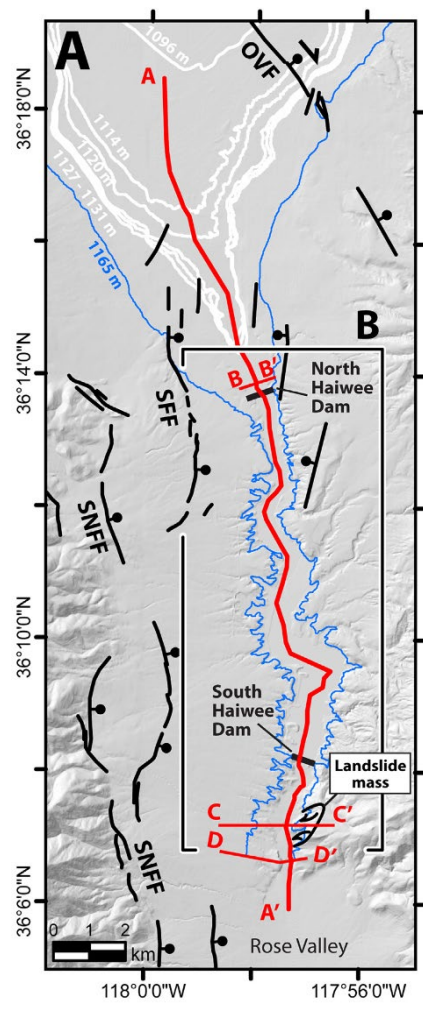 A
1096 m
OVF
A
36°18'0"N
1114 m
1120 m
1127 - 1131 m
1165 m
B
36°14'0"N
B B'
North
Haiwee
Dam
SFF
SNFF
36°10'0"N
South
Haiwee
Dam
Landslide
mass
C C'
D D'
SNFF
36°6'0"N
A'
0 1 2
km
Rose Valley
118°00'0"W 117°56'0"W